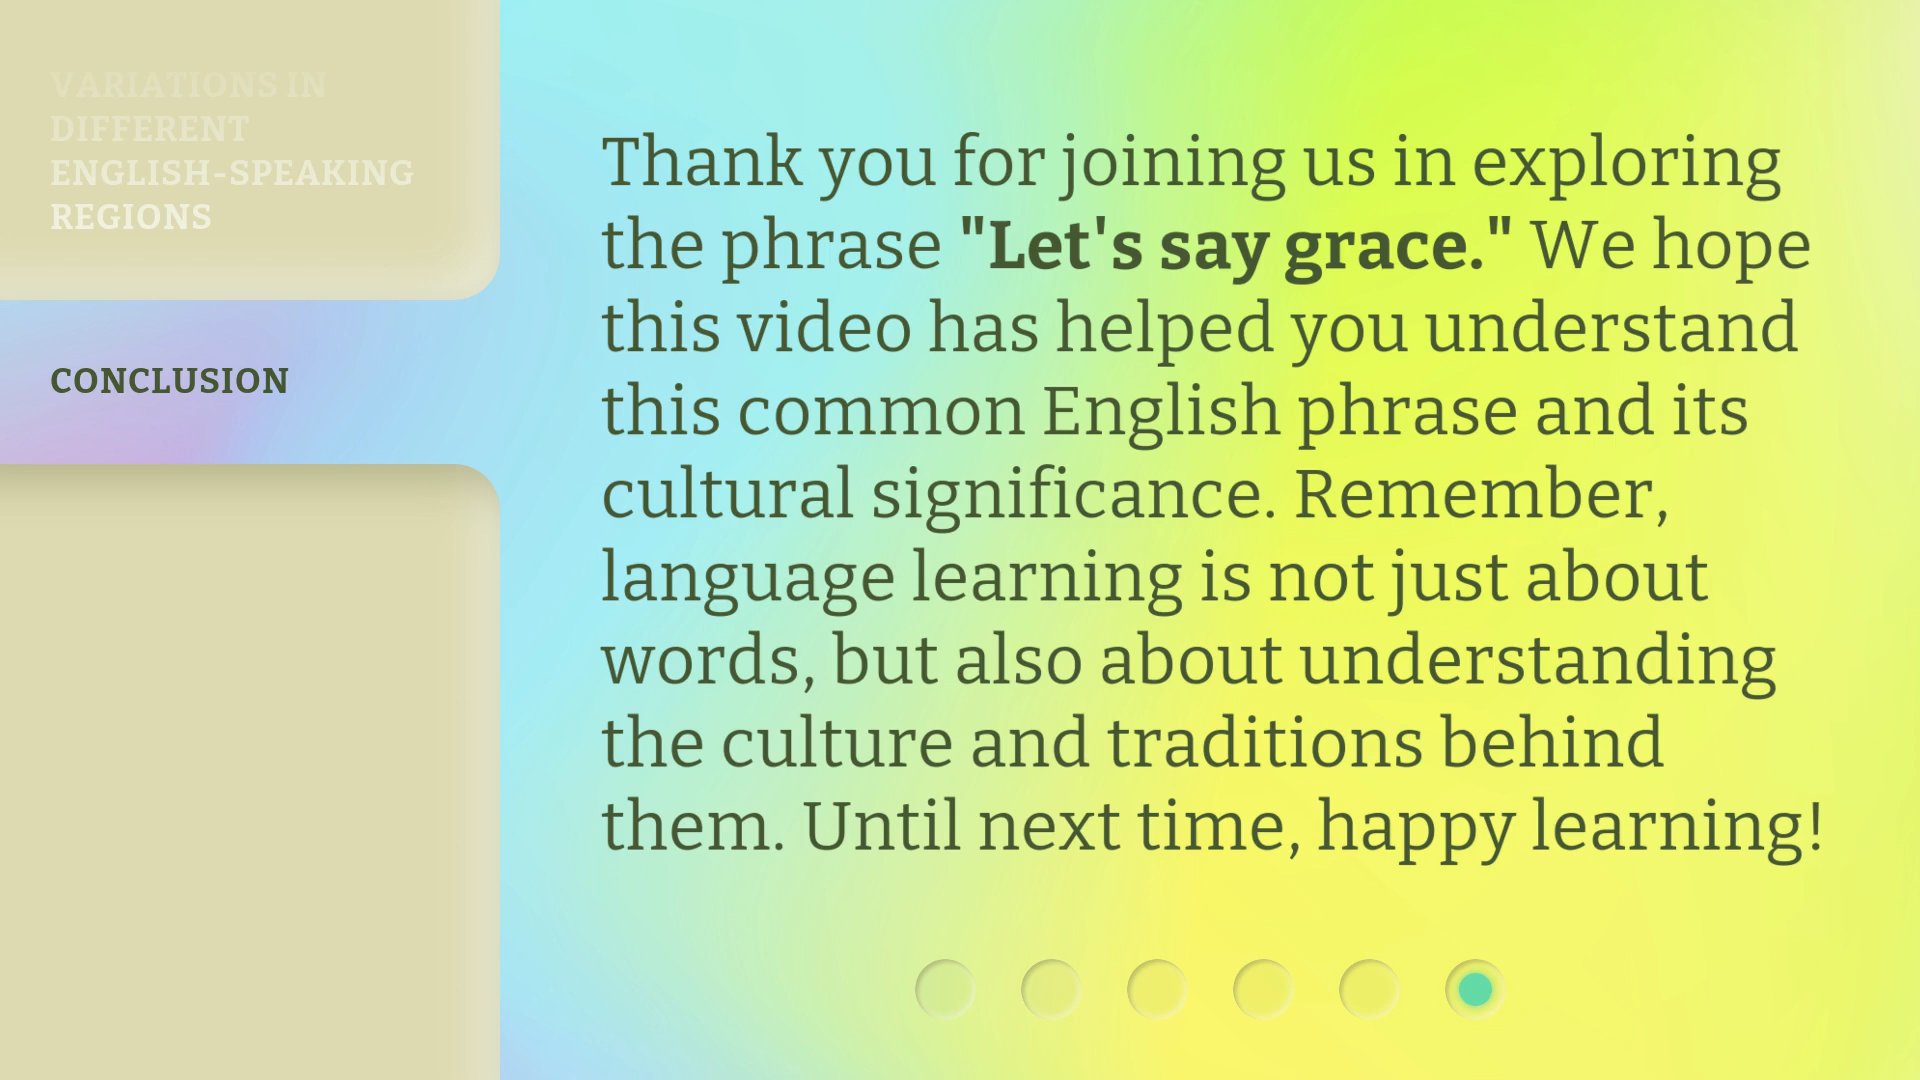 VARIATIONS IN
DIFFERENT
ENGLISH-SPEAKING
REGIONS
CONCLUSION
Thank you for joining us in exploring
the phrase "Let's say grace." We hope
this video has helped you understand
this common English phrase and its
cultural significance. Remember,
language learning is not just about
words, but also about understanding
the culture and traditions behind
them. Until next time, happy learning!